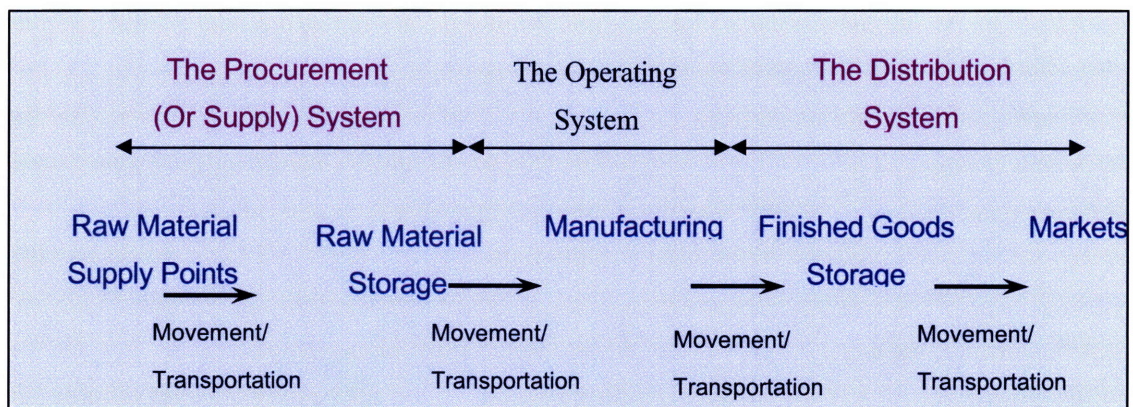 The Procurement
(Or Supply) System
The Operating
System
The Distribution
System
Raw Material
Supply Points
Raw Material
Storage
Manufacturing
Finished Goods
Storage
Markets
Movement/
Transportation
Movement/
Transportation
Movement/
Transportation
Movement/
Transportation